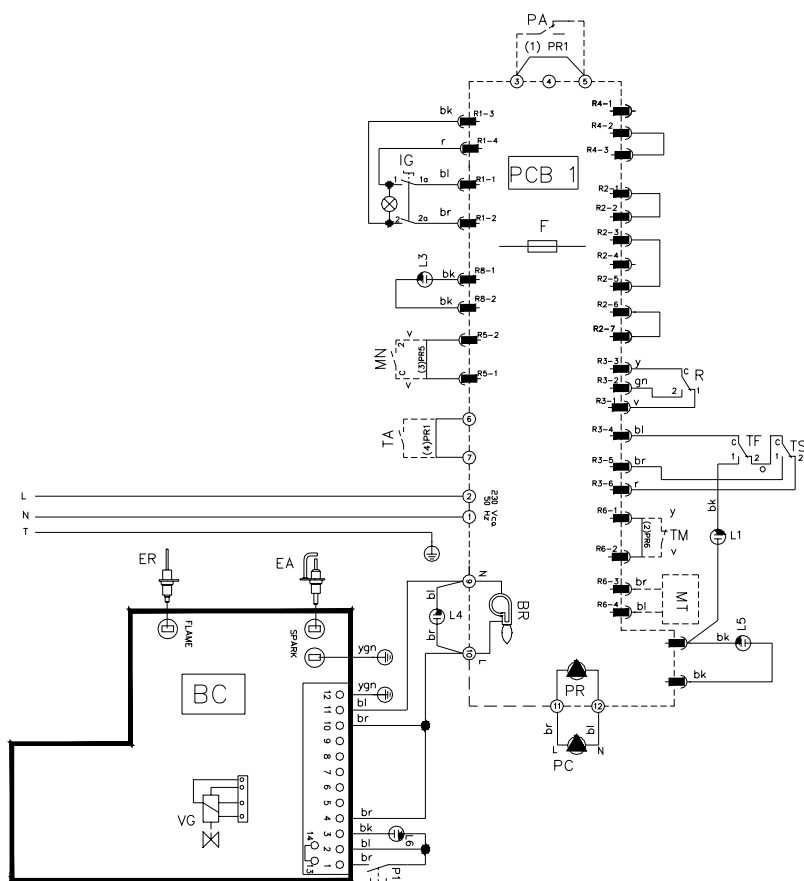 PA
(1) PR1
3 4 5
bk R1-3
r R1-4
IG
1 1a bl R1-1
2 2a br R1-2
PCB 1
F
R4-1
R4-2
R4-3
R2-1
R2-2
R2-3
R2-4
R2-5
R2-6
R2-7
L3 bk R8-1
bk R8-2
MN 2 v R5-2
(3)PR5
C v R5-1
TA (4)PR1
6
7
R3-3 y
R3-2 gn
R3-1 v
C 2 1 R
R3-4 bl
R3-5 br
R3-6 r
C 1 2 TF
C 1 2 TS
bk
L1
L
N
T
2
1
230 Vca
50 Hz
R6-1 y
(2)PR6 TM
R6-2 v
R6-3 br
R6-4 bl
MT
ER
EA
FLAME
SPARK
ygn
ygn
9 N
bl
L4
br
10 L
BR
bk L5
bk
PR
11 12
br bl
L N
PC
BC
VG
12
11 bl
10 br
9
8
7
6
5
4 br
3 bk L6
2 bl
1 br
14
13
P1